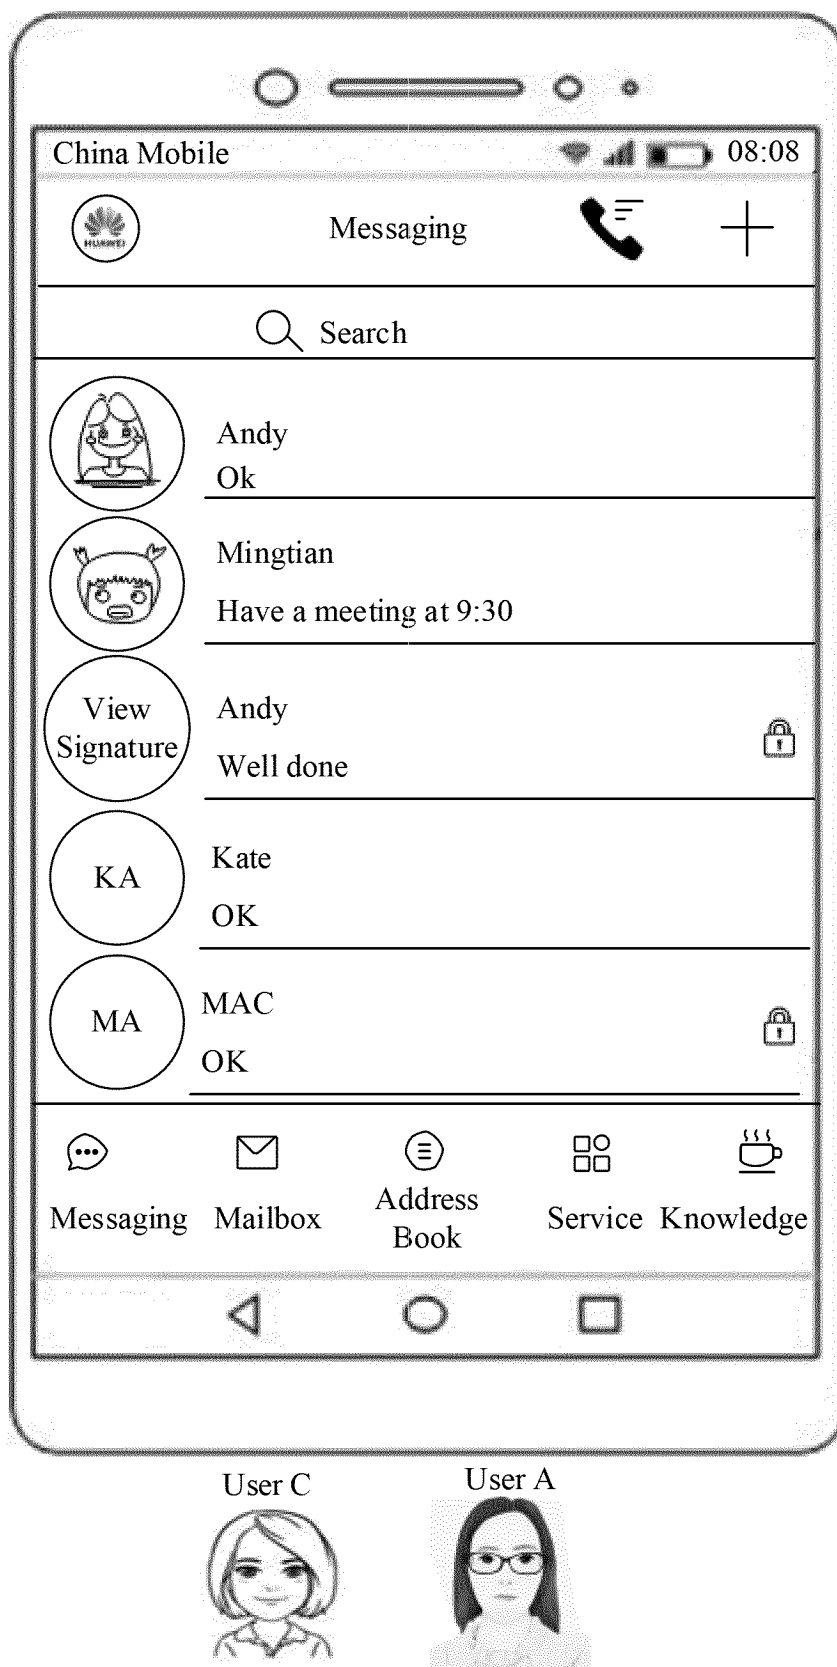 China Mobile 08:08
HUAWEI
Messaging
Search
Andy
Ok
Mingtian
Have a meeting at 9:30
View
Signature
Andy
Well done
KA
Kate
OK
MA
MAC
OK
Messaging
Mailbox
Address
Book
Service
Knowledge
User C
User A